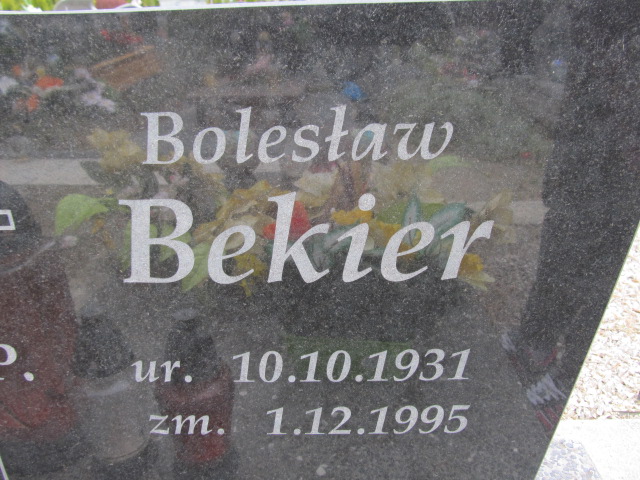 Bolesław
Bekier
P.
ur. 10.10.1931
zm. 1.12.1995